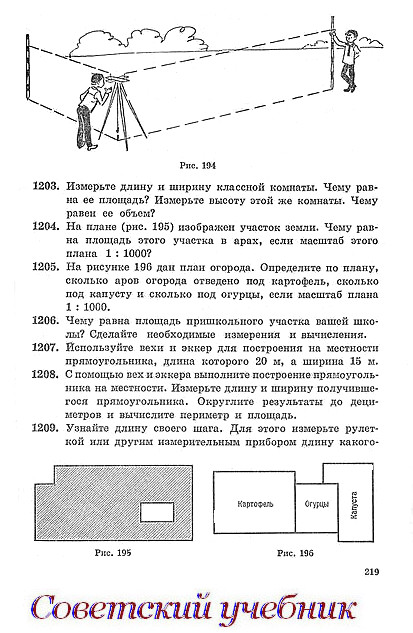 Рис. 194
1203. Измерьте длину и ширину классной комнаты. Чему рав-
на ее площадь? Измерьте высоту этой же комнаты. Чему
равен ее объем?
1204. На плане (рис. 195) изображен участок земли. Чему рав-
на площадь этого участка в арах, если масштаб этого
плана 1 : 1000?
1205. На рисунке 196 дан план огорода. Определите по плану,
сколько аров огорода отведено под картофель, сколько
под капусту и сколько под огурцы, если масштаб плана
1 : 1000.
1206. Чему равна площадь пришкольного участка вашей шко-
лы? Сделайте необходимые измерения и вычисления.
1207. Используйте вехи и эккер для построения на местности
прямоугольника, длина которого 20 м, а ширина 15 м.
1208. С помощью вех и эккера выполните построение прямоуголь-
ника на местности. Измерьте длину и ширину получивше-
гося прямоугольника. Округлите результаты до деци-
метров и вычислите периметр и площадь.
1209. Узнайте длину своего шага. Для этого измерьте рулет-
кой или другим измерительным прибором длину какого-
Картофель
Огурцы
Капуста
Рис. 195
Рис. 196
219
Советский учебник